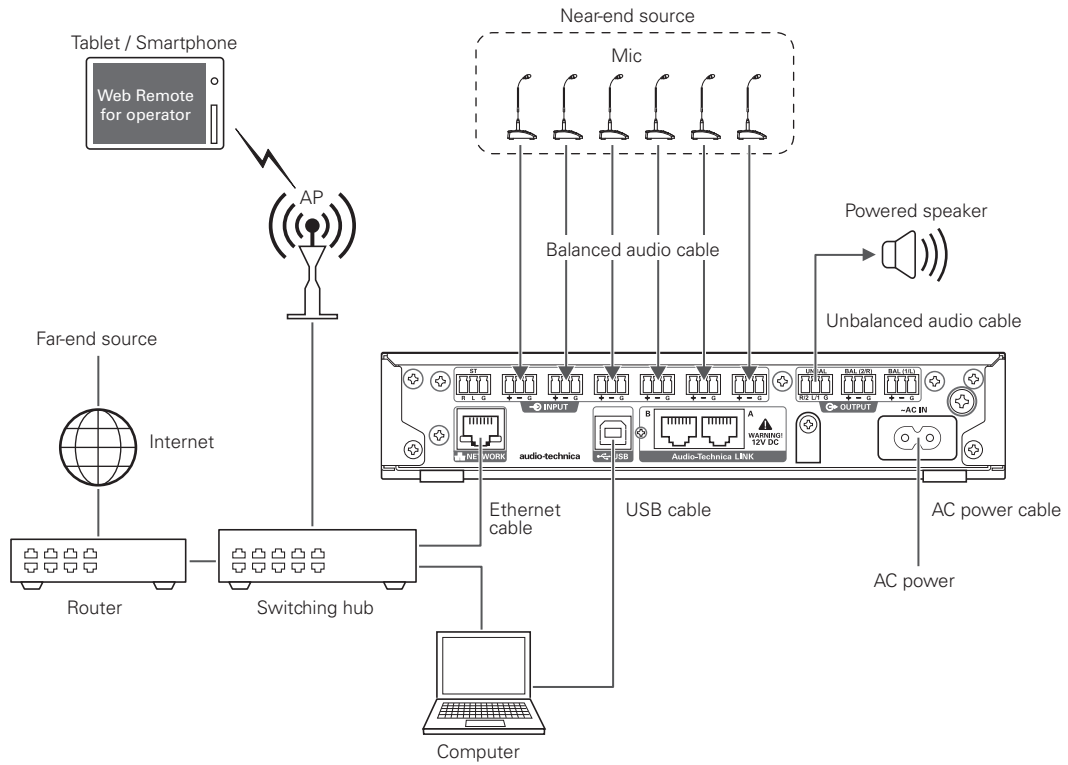 Near-end source
Tablet / Smartphone
Mic
Web Remote
for operator
AP
Powered speaker
Balanced audio cable
Unbalanced audio cable
Far-end source
ST
UNBAL
BAL (2/R)
BAL (1/L)
R L G
+ − G
+ − G
+ − G
+ − G
+ − G
+ − G
R/2 L/1 G
+ − G
+ − G
INPUT
OUTPUT
~AC IN
B
A
WARNING!
12V DC
Internet
NETWORK
audio-technica
USB
Audio-Technica LINK
Ethernet
cable
USB cable
AC power cable
AC power
Router
Switching hub
Computer